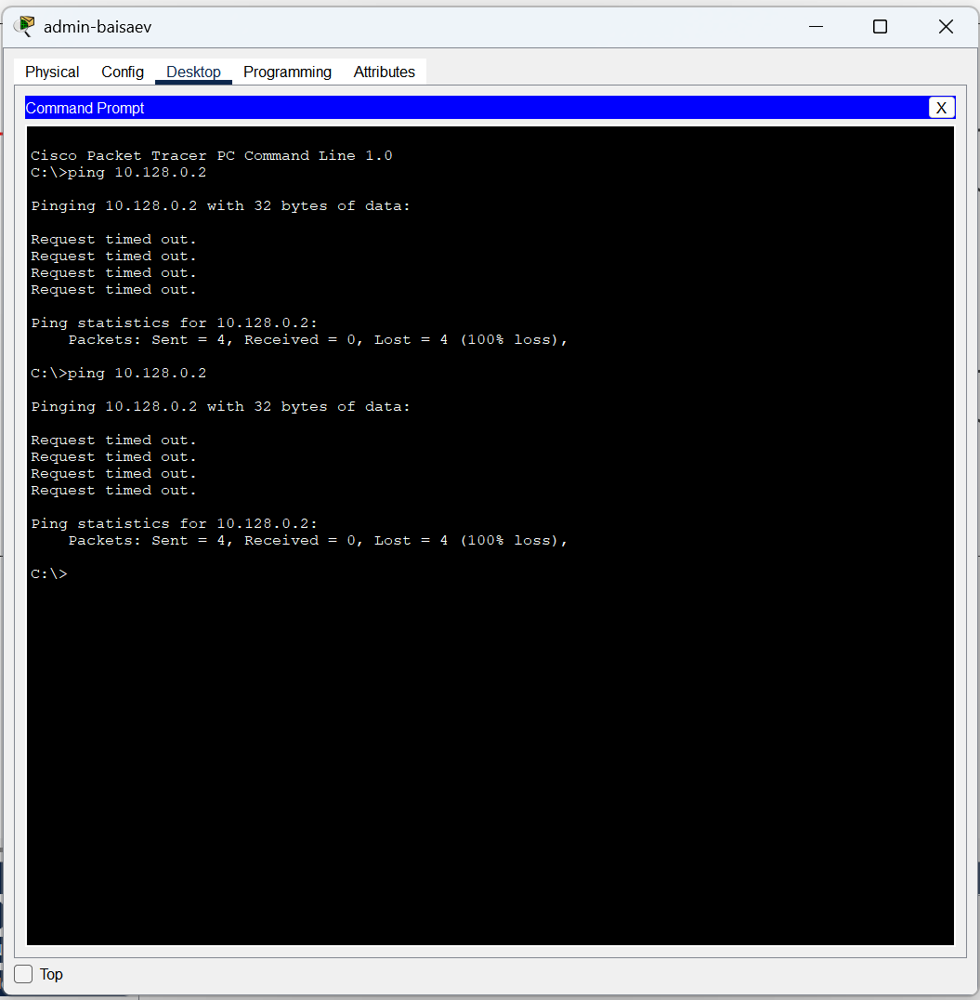 admin-baisaev
Physical Config Desktop Programming Attributes
Command Prompt X
Cisco Packet Tracer PC Command Line 1.0
C:\>ping 10.128.0.2
Pinging 10.128.0.2 with 32 bytes of data:
Request timed out.
Request timed out.
Request timed out.
Request timed out.
Ping statistics for 10.128.0.2:
    Packets: Sent = 4, Received = 0, Lost = 4 (100% loss),
C:\>ping 10.128.0.2
Pinging 10.128.0.2 with 32 bytes of data:
Request timed out.
Request timed out.
Request timed out.
Request timed out.
Ping statistics for 10.128.0.2:
    Packets: Sent = 4, Received = 0, Lost = 4 (100% loss),
C:\>
Top